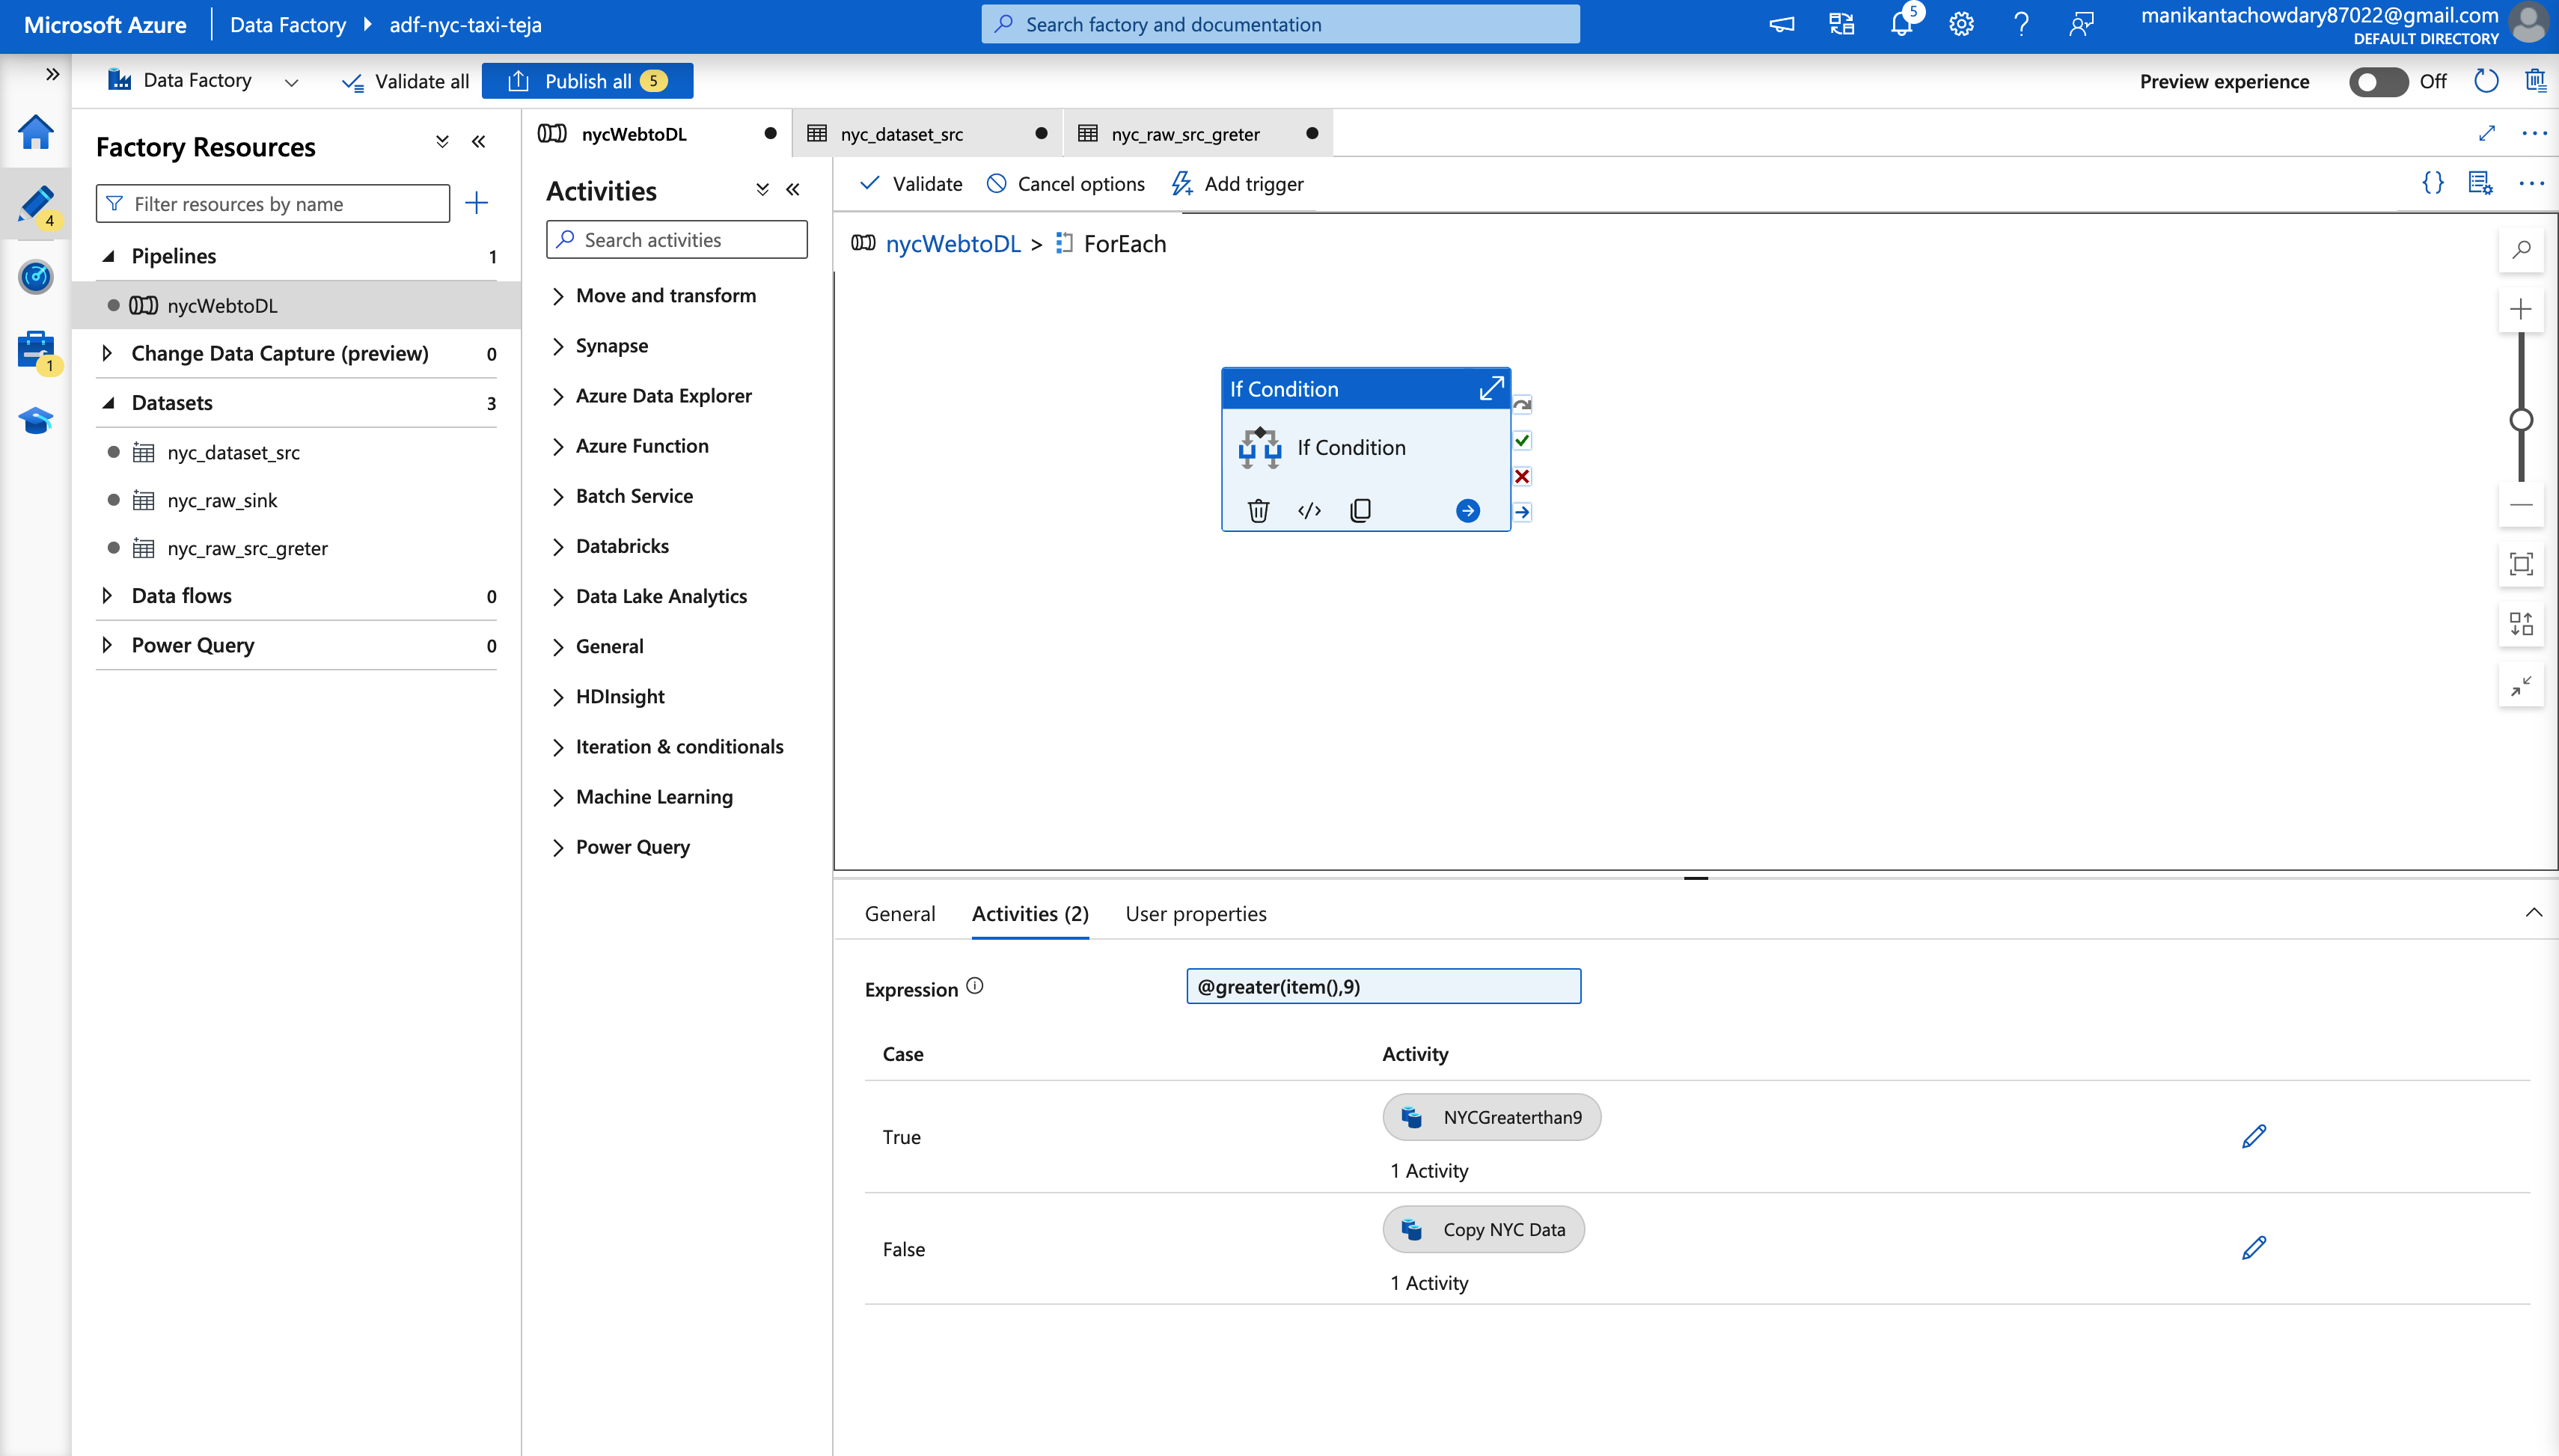 Microsoft Azure
Data Factory
adf-nyc-taxi-teja
Search factory and documentation
5
manikantachowdary87022@gmail.com
DEFAULT DIRECTORY
Data Factory
Validate all
Publish all 5
Preview experience
Off
4
1
Factory Resources
Filter resources by name
Pipelines 1
nycWebtoDL
Change Data Capture (preview) 0
Datasets 3
nyc_dataset_src
nyc_raw_sink
nyc_raw_src_greter
Data flows 0
Power Query 0
nycWebtoDL
nyc_dataset_src
nyc_raw_src_greter
Activities
Search activities
Move and transform
Synapse
Azure Data Explorer
Azure Function
Batch Service
Databricks
Data Lake Analytics
General
HDInsight
Iteration & conditionals
Machine Learning
Power Query
Validate
Cancel options
Add trigger
nycWebtoDL > ForEach
If Condition
If Condition
General
Activities (2)
User properties
Expression
@greater(item(),9)
Case Activity
True
NYCGreaterthan9
1 Activity
False
Copy NYC Data
1 Activity